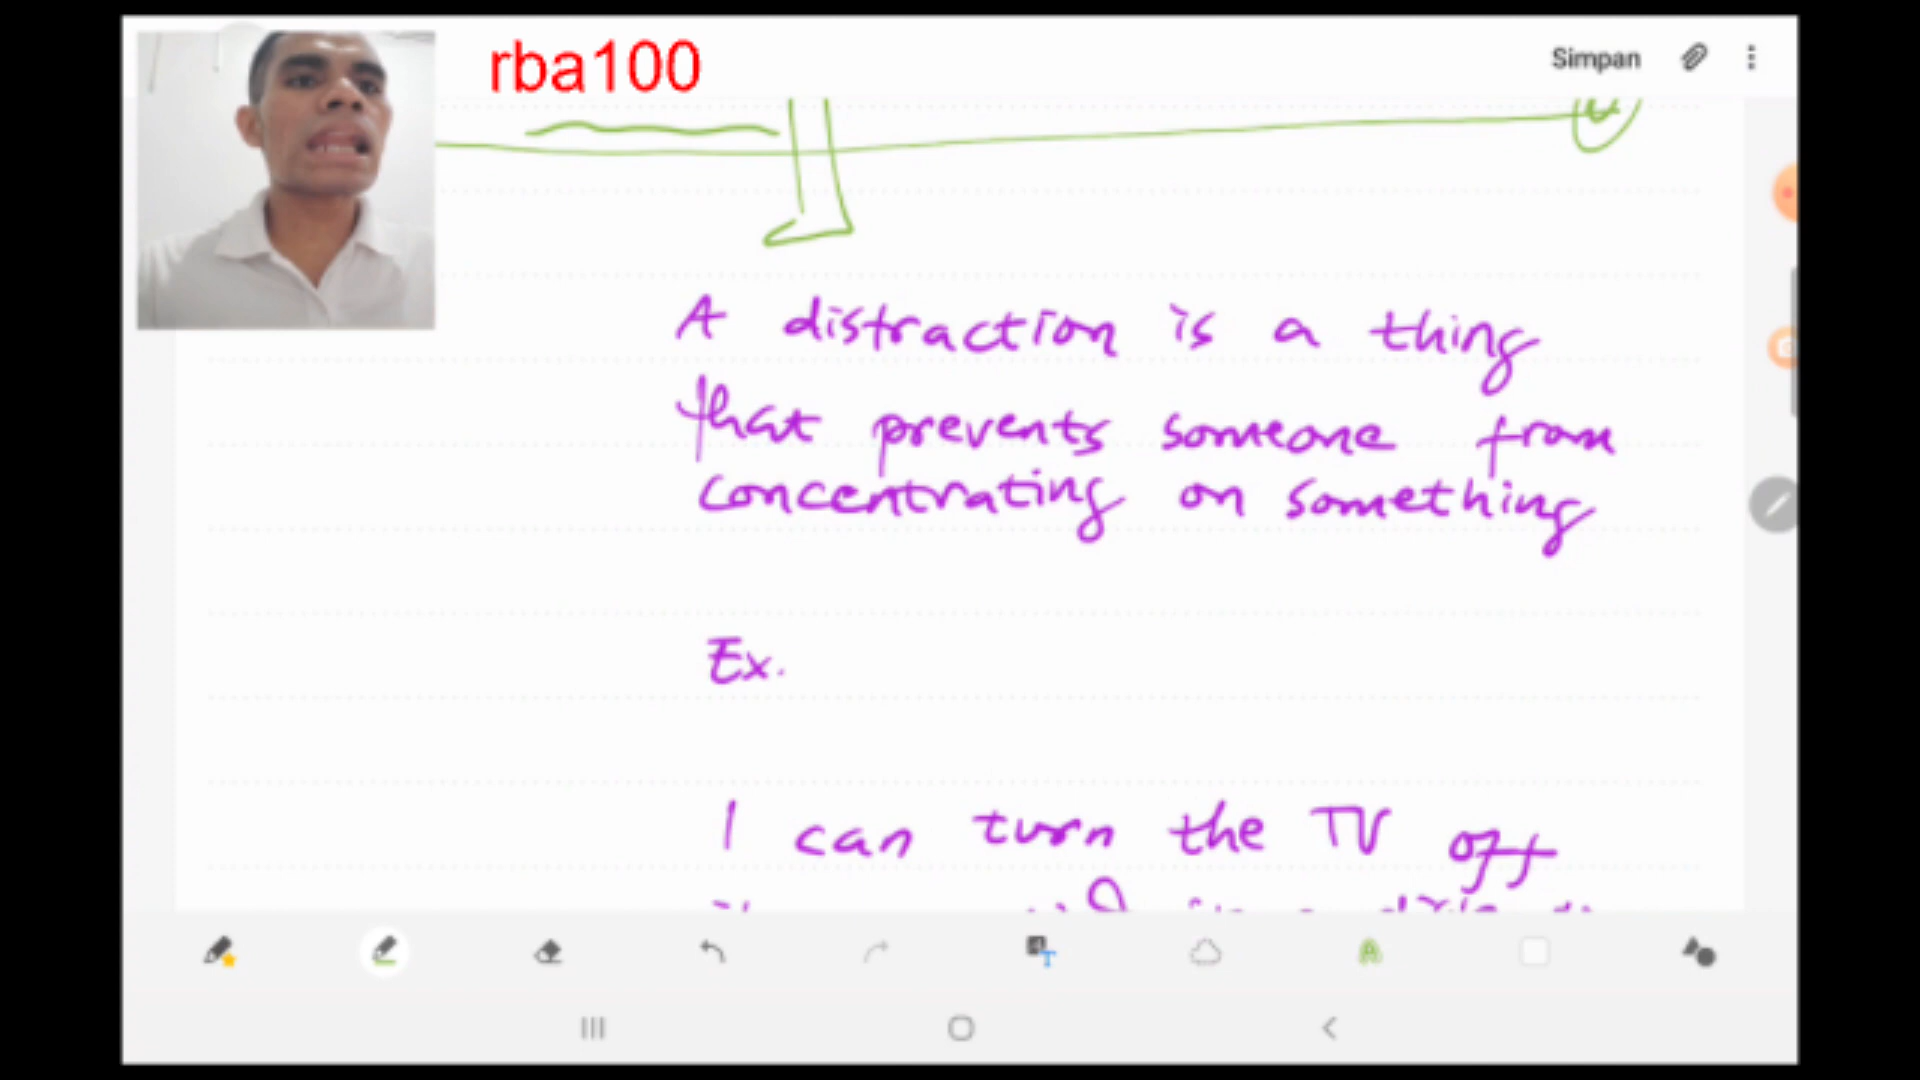 rba100
Simpan
A distraction is a thing
that prevents someone from
concentrating on something
Ex.
I can turn the TV off